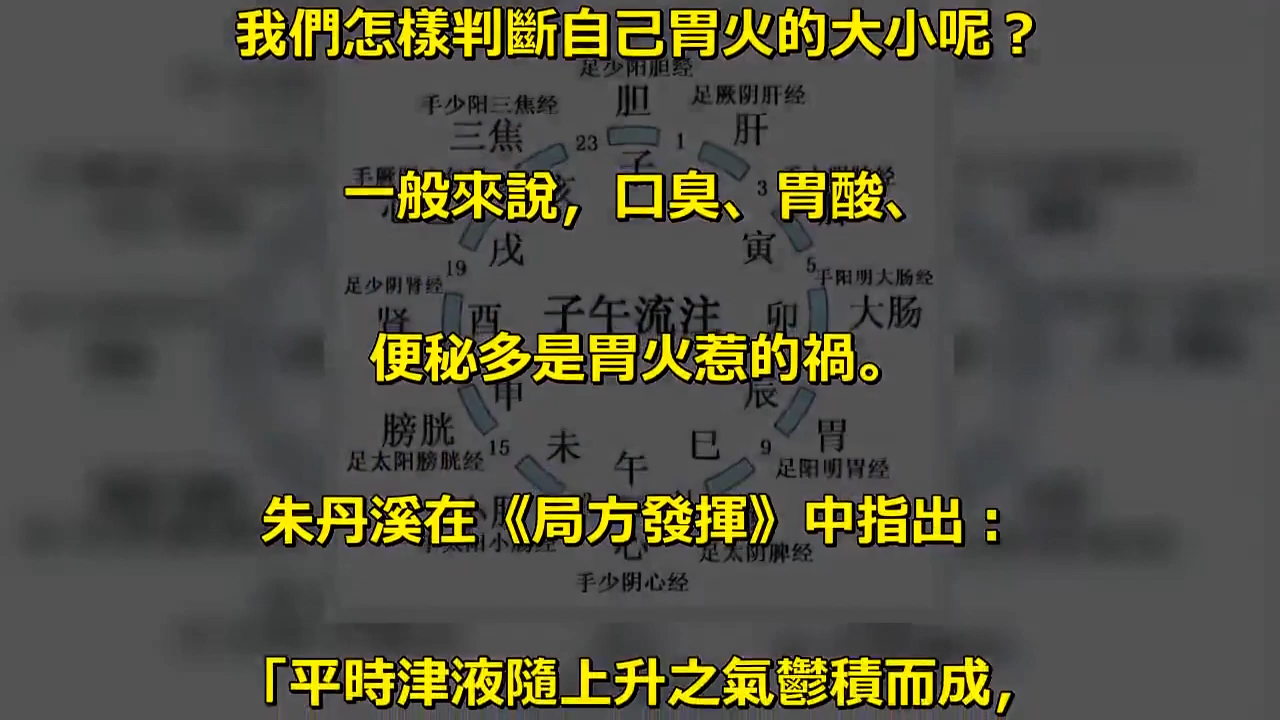 我們怎樣判斷自己胃火的大小呢？
足少阳胆经
手少阳三焦经
胆
足厥阴肝经
三焦
23
1
肝
子
3
一般來說，口臭、胃酸、
戌
寅
19
5
足少阴肾经
手阳明大肠经
肾
酉
子午流注
卯
大肠
便秘多是胃火惹的禍。
申
辰
膀胱
15
未
午
巳
9
胃
足太阳膀胱经
足阳明胃经
朱丹溪在《局方發揮》中指出：
手太阳小肠经
心
足太阴脾经
手少阴心经
「平時津液隨上升之氣鬱積而成，